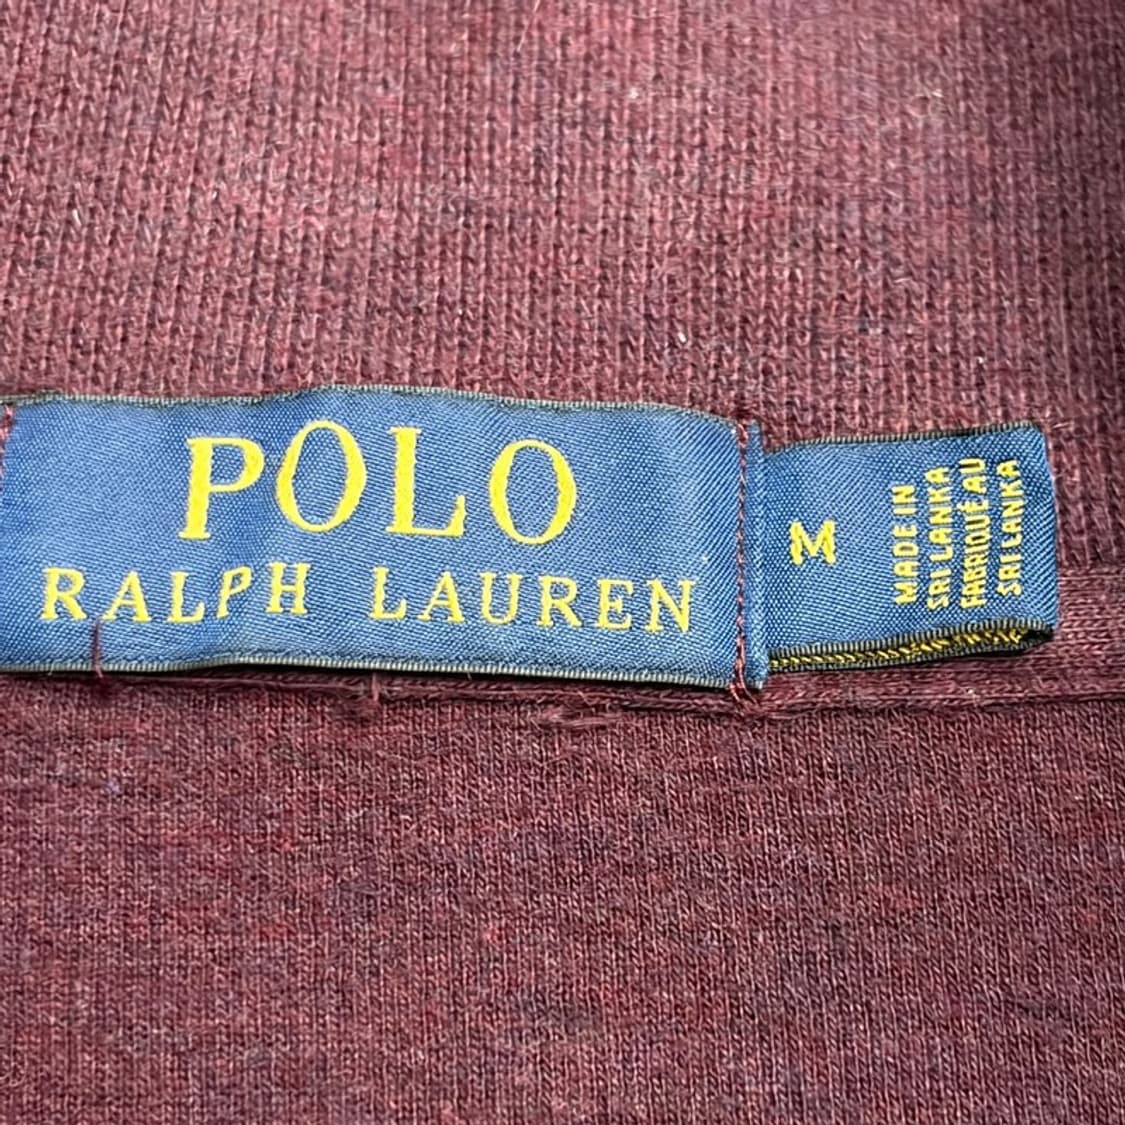 POLO
RALPH LAUREN
M
MADE IN
SRI LANKA
FABRIQUÉ AU
SRI LANKA